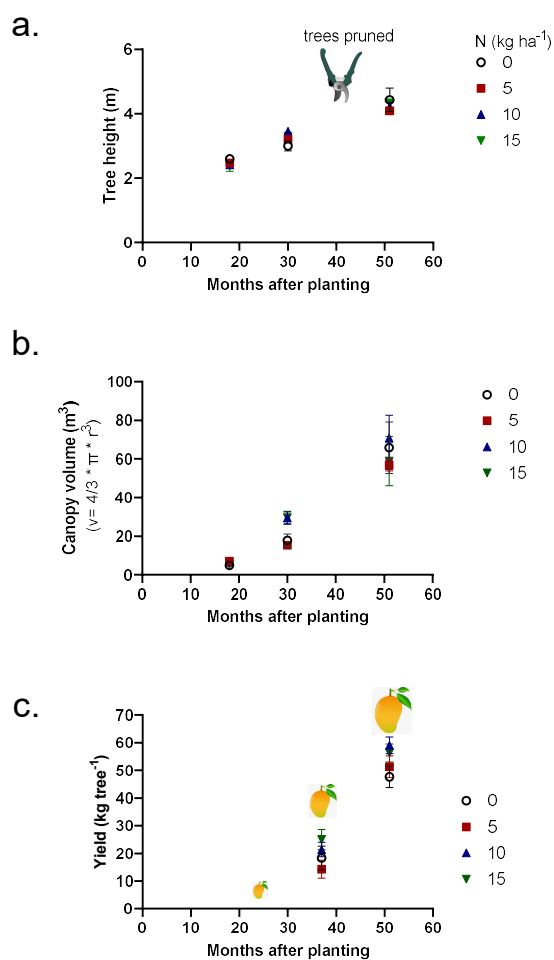 a.
trees pruned
N (kg ha⁻¹)
0
5
10
15
Tree height (m)
6
4
2
0
0 10 20 30 40 50 60
Months after planting
b.
Canopy volume (m³)
(v= 4/3 * π * r³)
100
80
60
40
20
0
0 10 20 30 40 50 60
Months after planting
0
5
10
15
c.
Yield (kg tree⁻¹)
70
60
50
40
30
20
10
0
0 10 20 30 40 50 60
Months after planting
0
5
10
15